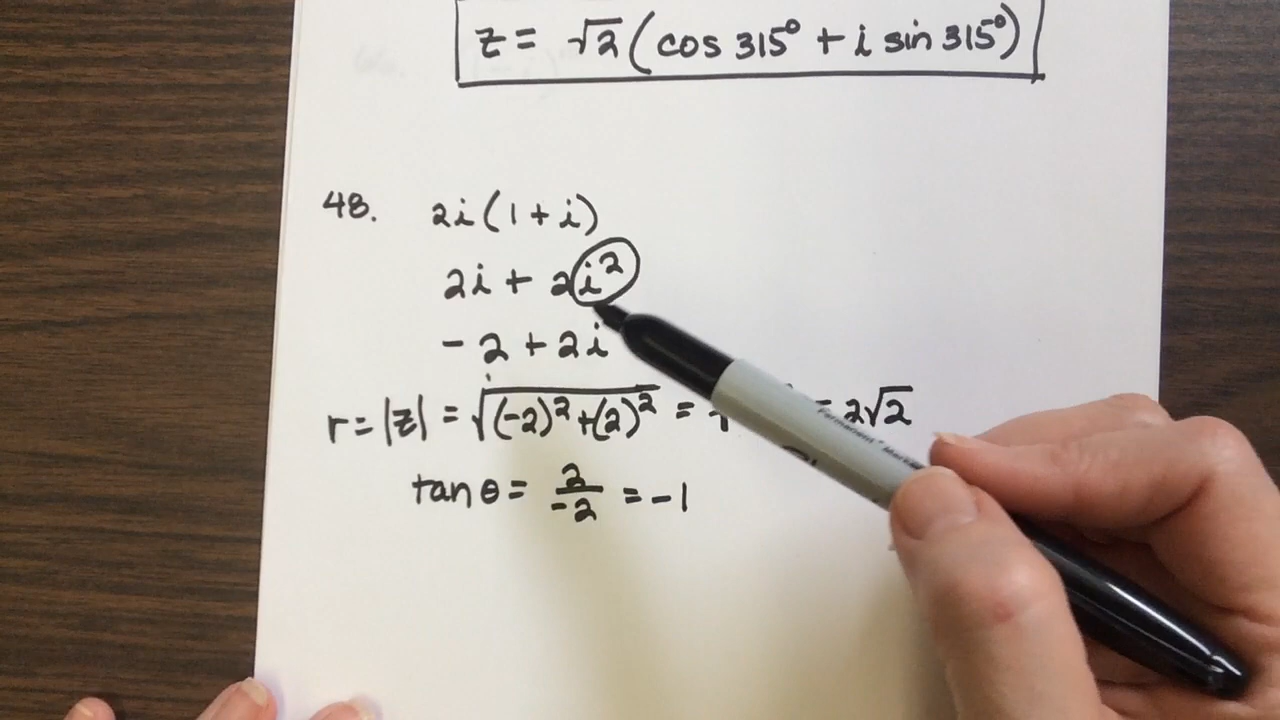 z = √2 (cos 315° + i sin 315°)
48. 2i (1 + i)
2i + 2i²
- 2 + 2i
r = |z| = √(-2)² + (2)² = = 2√2
tan θ = 2/-2 = -1
Permanent